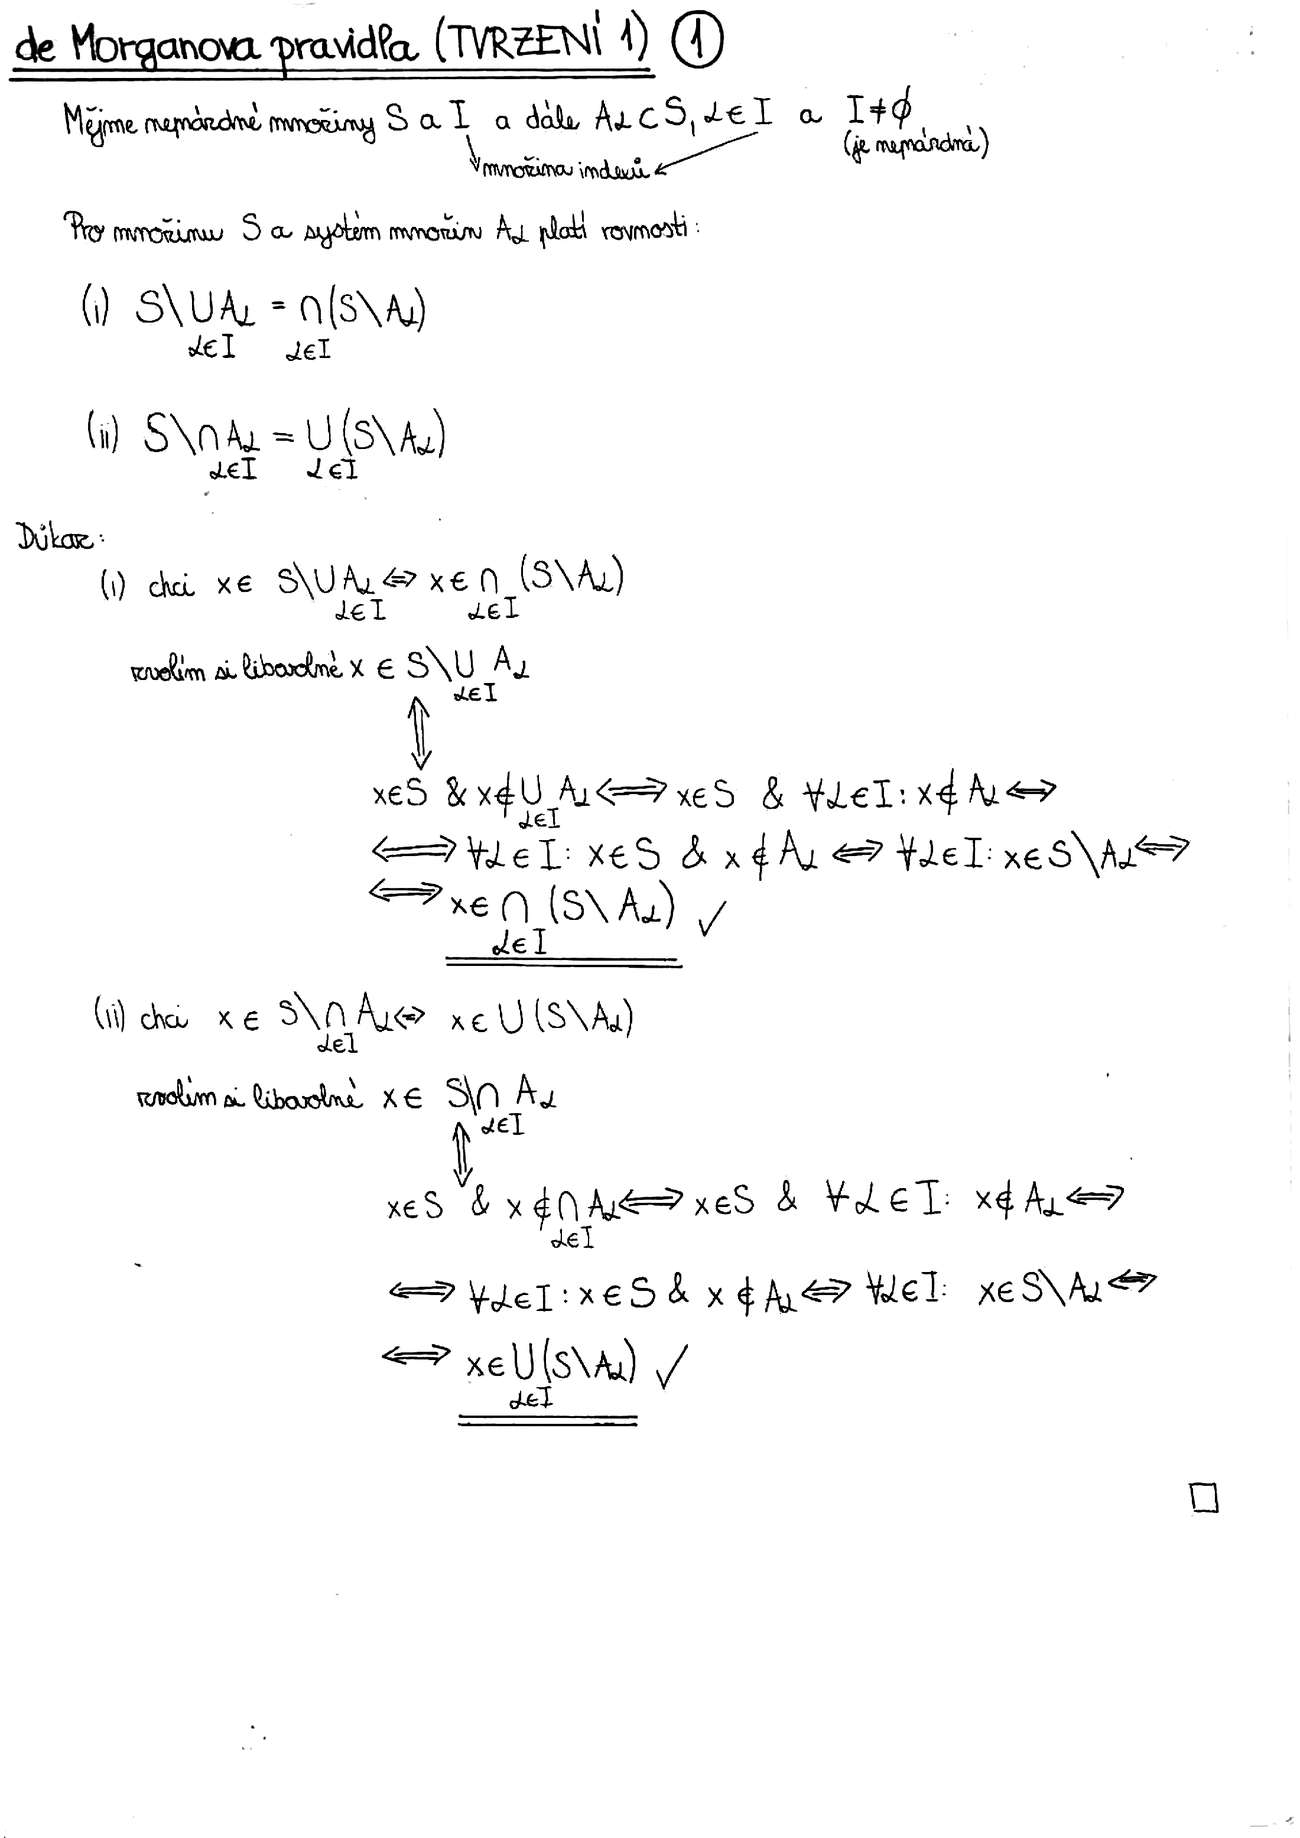 de Morganova pravidla (TVRZENÍ 1) ①
Mějme neprázdné množiny S a I a dále A_α ⊂ S, α ∈ I a I ≠ ∅
(je neprázdná)
množina indexů
Pro množinu S a systém množin A_α platí rovnosti:
(i) S \ ∪ A_α = ∩ (S \ A_α)
α∈I α∈I
(ii) S \ ∩ A_α = ∪ (S \ A_α)
α∈I α∈I
Důkaz:
(i) chci x ∈ S \ ∪ A_α ⇔ x ∈ ∩ (S \ A_α)
α∈I α∈I
zvolím si libovolné x ∈ S \ ∪ A_α
α∈I
⇕
x∈S & x∉ ∪ A_α ⟺ x∈S & ∀α∈I: x∉A_α ⟺
α∈I
⟺ ∀α∈I: x∈S & x∉A_α ⟺ ∀α∈I: x∈S \ A_α ⟺
⟺ x∈ ∩ (S \ A_α) ✓
α∈I
(ii) chci x ∈ S \ ∩ A_α ⇔ x ∈ ∪ (S \ A_α)
α∈I
zvolím si libovolné x ∈ S \ ∩ A_α
α∈I
⇕
x∈S & x∉ ∩ A_α ⟺ x∈S & ∀α∈I: x∉A_α ⟺
α∈I
⟺ ∀α∈I: x∈S & x∉A_α ⟺ ∀α∈I: x∈S \ A_α ⟺
⟺ x∈ ∪ (S \ A_α) ✓
α∈I
□